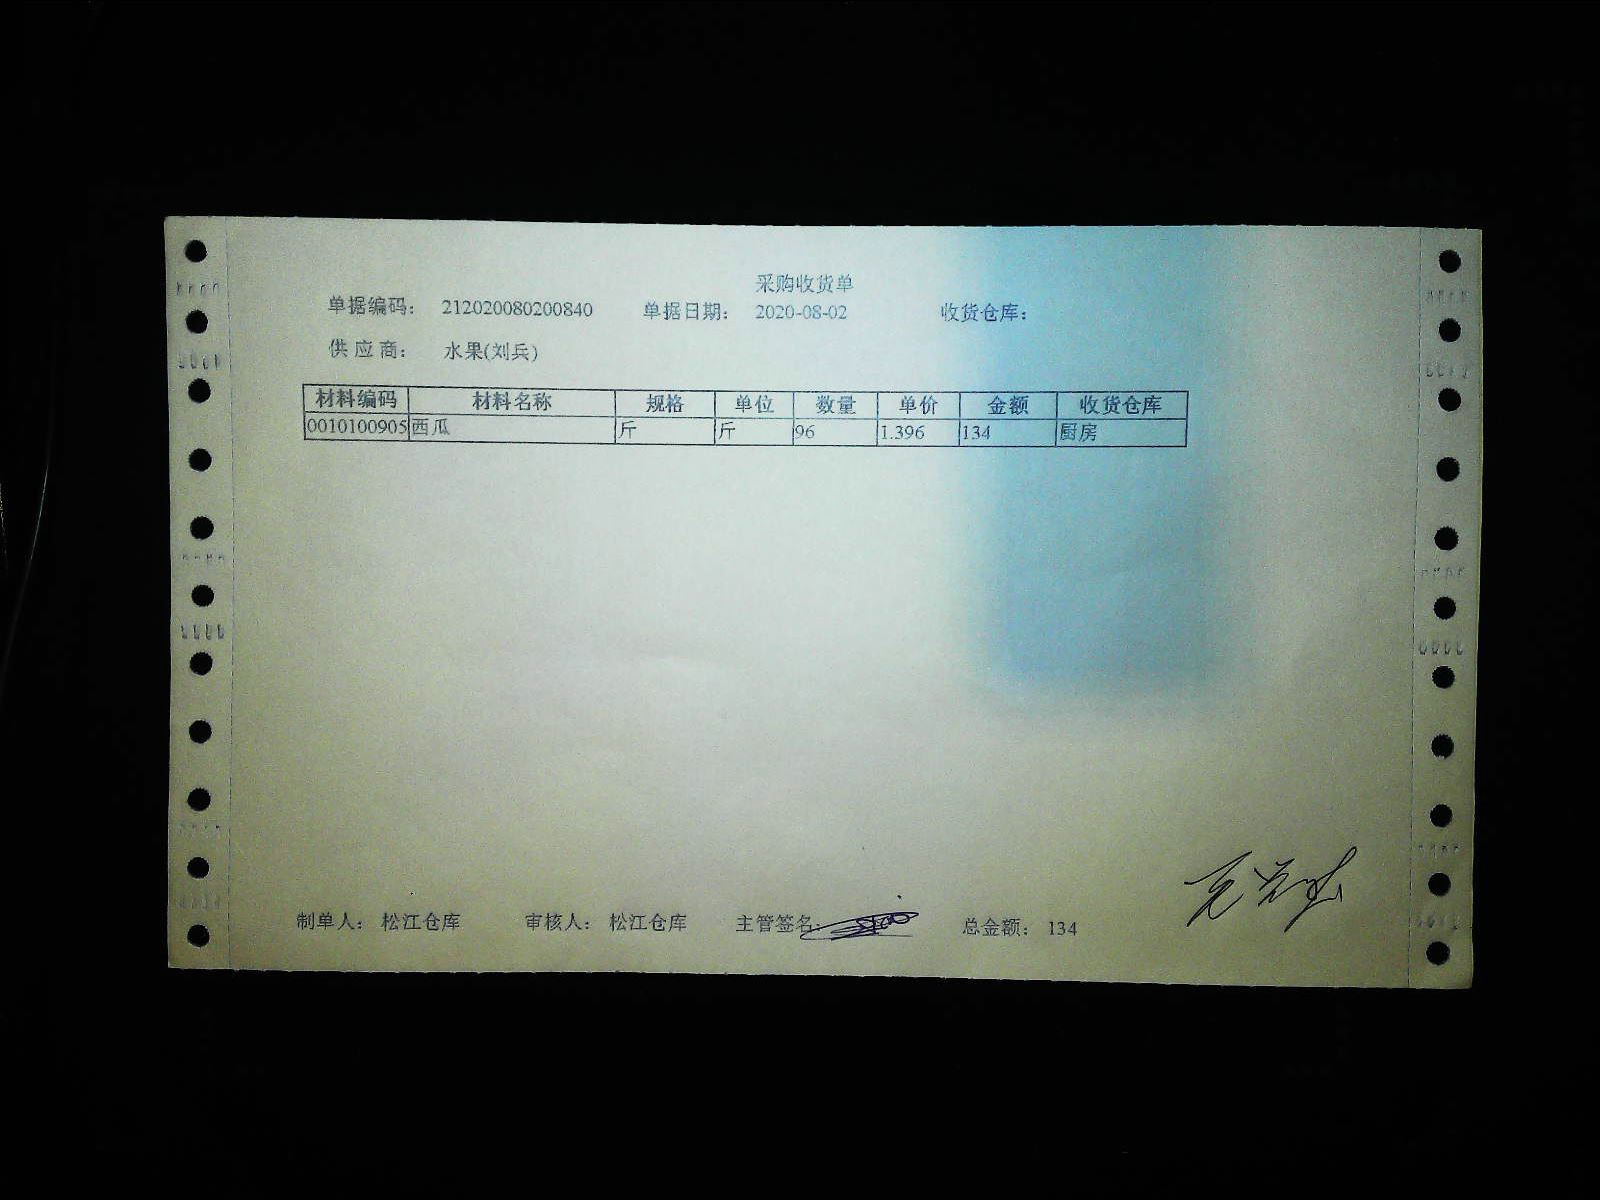 采购收货单
单据编码： 212020080200840 单据日期： 2020-08-02 收货仓库：
供 应 商： 水果(刘兵)
材料编码 材料名称 规格 单位 数量 单价 金额 收货仓库
0010100905 西瓜 斤 斤 96 1.396 134 厨房
制单人： 松江仓库 审核人： 松江仓库 主管签名: 总金额： 134